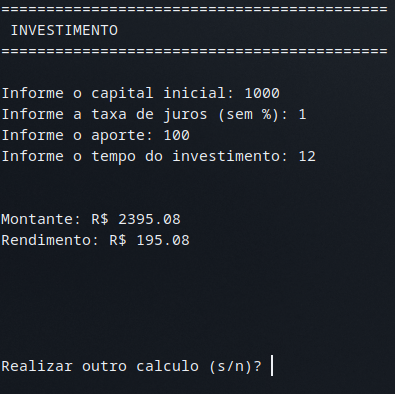 ===========================================
INVESTIMENTO
===========================================
Informe o capital inicial: 1000
Informe a taxa de juros (sem %): 1
Informe o aporte: 100
Informe o tempo do investimento: 12
Montante: R$ 2395.08
Rendimento: R$ 195.08
Realizar outro calculo (s/n)?